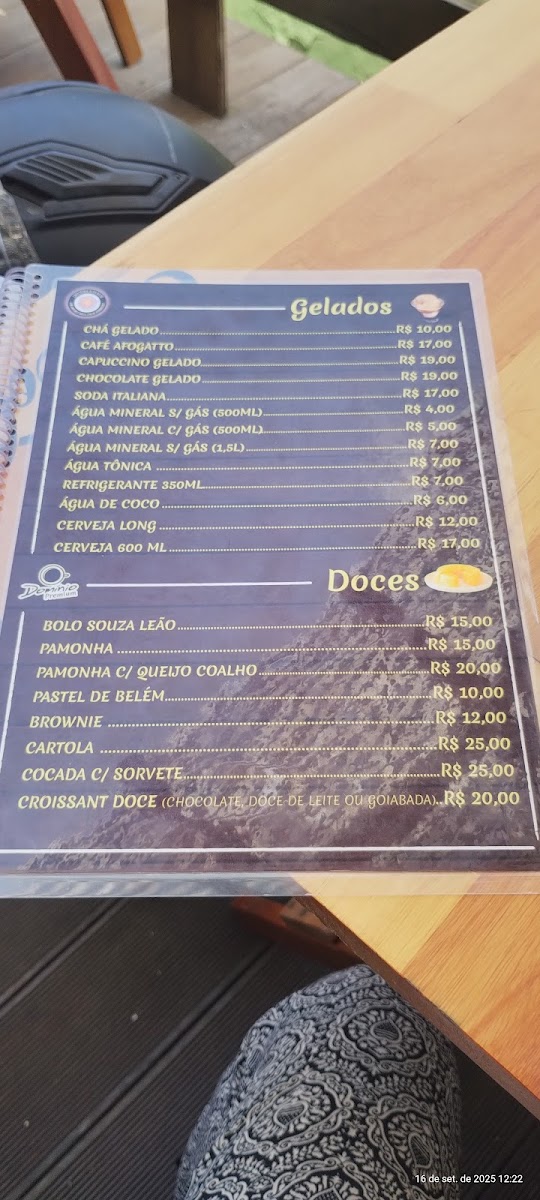 Gelados
CHÁ GELADO........R$ 10,00
CAFÉ AFOGATTO........R$ 17,00
CAPUCCINO GELADO........R$ 19,00
CHOCOLATE GELADO........R$ 19,00
SODA ITALIANA........R$ 17,00
ÁGUA MINERAL S/ GÁS (500ML)........R$ 4,00
ÁGUA MINERAL C/ GÁS (500ML)........R$ 5,00
ÁGUA MINERAL S/ GÁS (1,5L)........R$ 7,00
ÁGUA TÔNICA ........R$ 7,00
REFRIGERANTE 350ML........R$ 7,00
ÁGUA DE COCO ........R$ 6,00
CERVEJA LONG ........R$ 12,00
CERVEJA 600 ML ........R$ 17,00
Dominio
Premium
Doces
BOLO SOUZA LEÃO ........R$ 15,00
PAMONHA ........R$ 15,00
PAMONHA C/ QUEIJO COALHO ........R$ 20,00
PASTEL DE BELÉM........R$ 10,00
BROWNIE ........R$ 12,00
CARTOLA ........R$ 25,00
COCADA C/ SORVETE........R$ 25,00
CROISSANT DOCE (CHOCOLATE, DOCE DE LEITE OU GOIABADA)..R$ 20,00
16 de set. de 2025 12:22